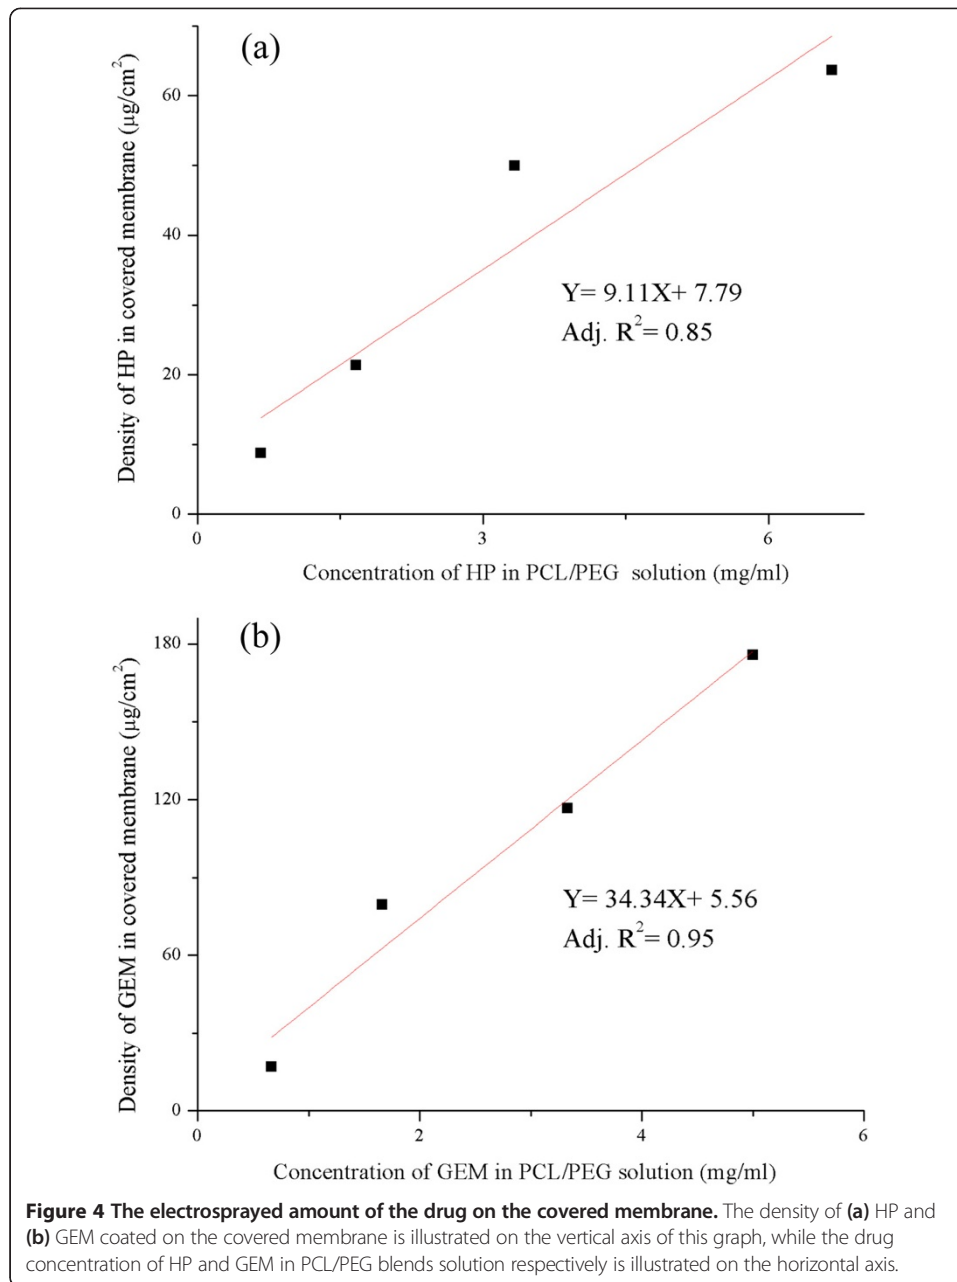 (a)
Density of HP in covered membrane (μg/cm²)
60
40
20
0
Y= 9.11X+ 7.79
Adj. R²= 0.85
0 3 6
Concentration of HP in PCL/PEG solution (mg/ml)
(b)
Density of GEM in covered membrane (μg/cm²)
180
120
60
0
Y= 34.34X+ 5.56
Adj. R²= 0.95
0 2 4 6
Concentration of GEM in PCL/PEG solution (mg/ml)
Figure 4 The electrosprayed amount of the drug on the covered membrane. The density of (a) HP and
(b) GEM coated on the covered membrane is illustrated on the vertical axis of this graph, while the drug
concentration of HP and GEM in PCL/PEG blends solution respectively is illustrated on the horizontal axis.